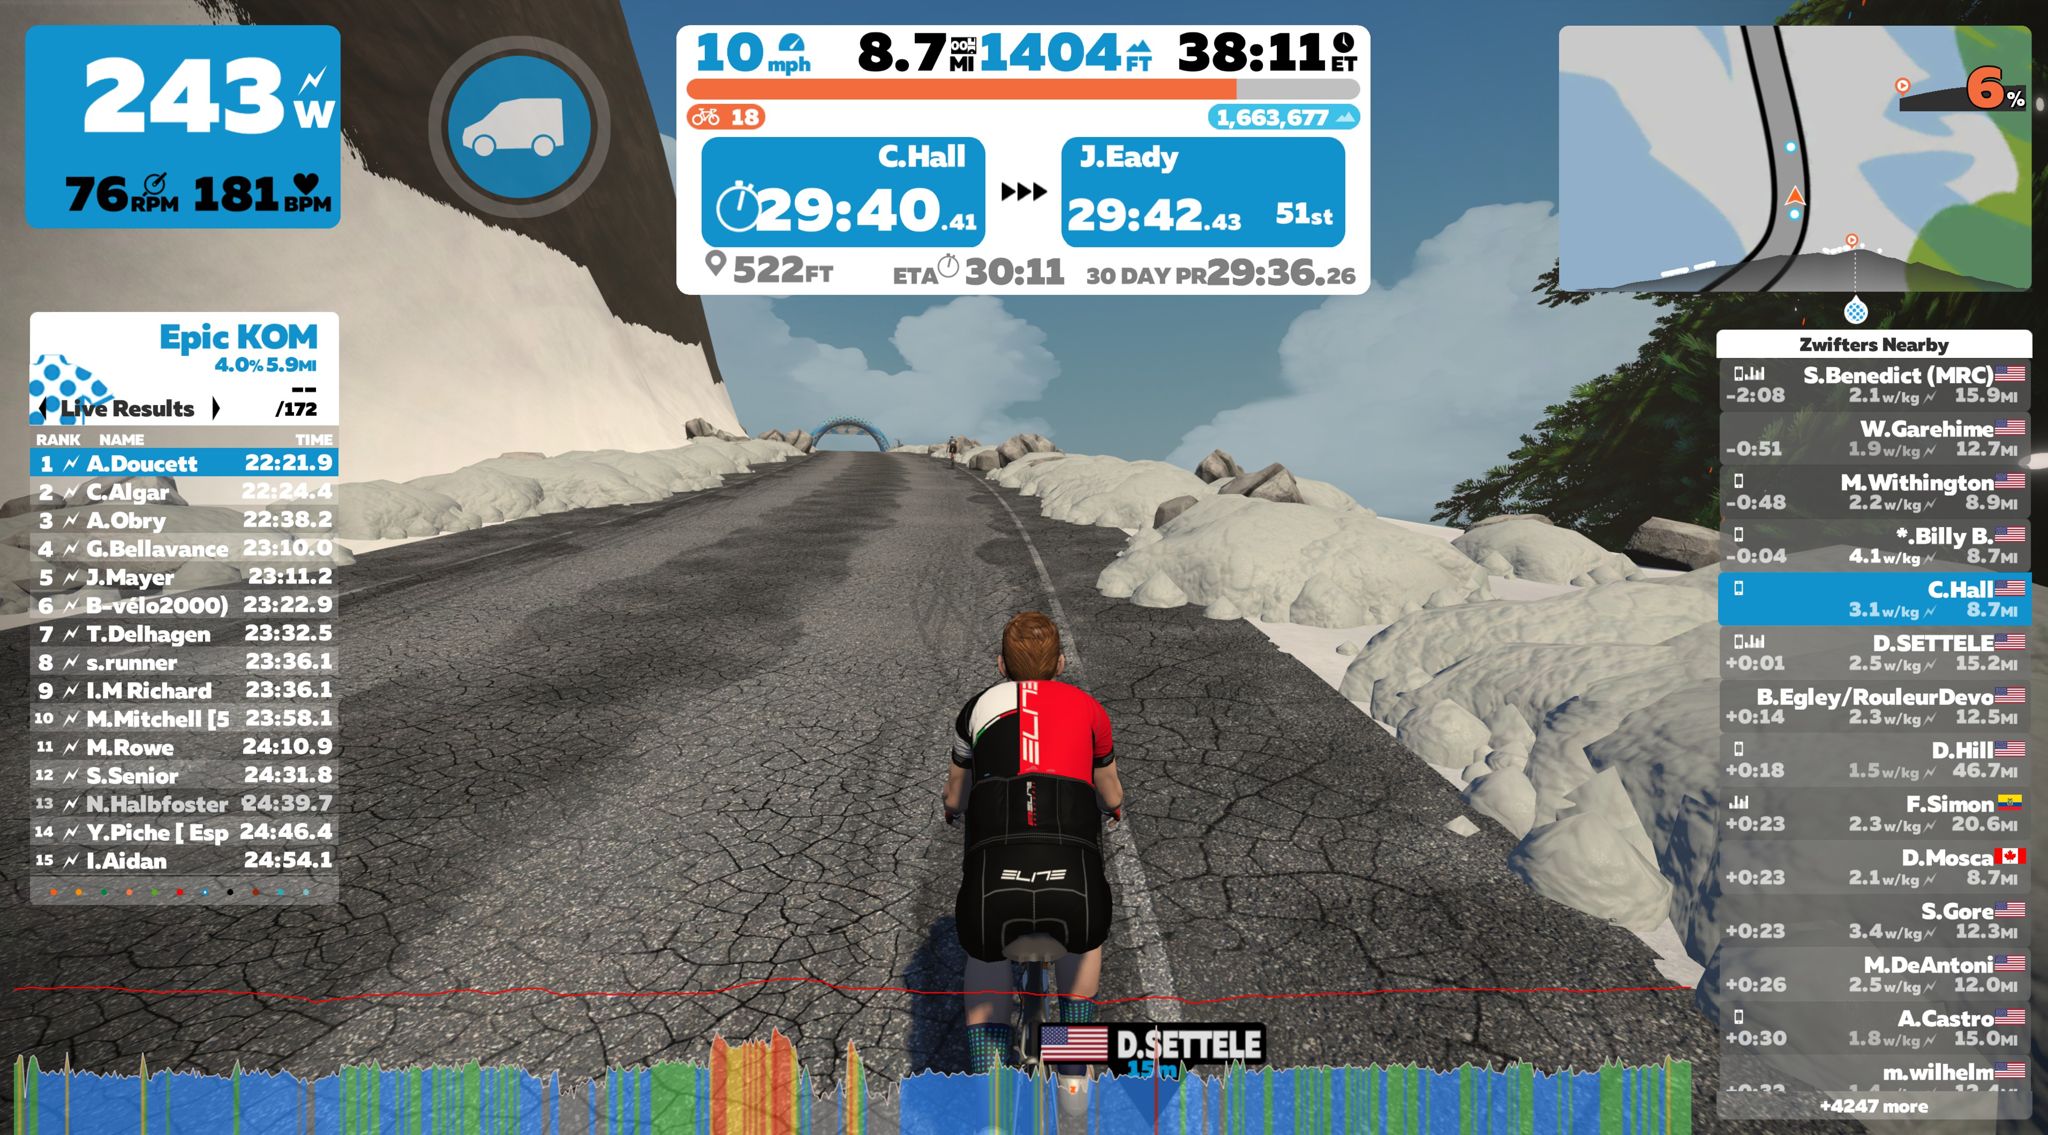 243 W
76 RPM 181 BPM
10 mph 8.7 MI 1404 FT 38:11 ET
18 1,663,677
C.Hall J.Eady
29:40.41 29:42.43 51st
522FT ETA 30:11 30 DAY PR 29:36.26
6%
Epic KOM
4.0% 5.9MI
--
Live Results /172
RANK NAME TIME
1 A.Doucett 22:21.9
2 C.Algar 22:24.4
3 A.Obry 22:38.2
4 G.Bellavance 23:10.0
5 J.Mayer 23:11.2
6 B-vélo2000) 23:22.9
7 T.Delhagen 23:32.5
8 s.runner 23:36.1
9 I.M Richard 23:36.1
10 M.Mitchell [5 23:58.1
11 M.Rowe 24:10.9
12 S.Senior 24:31.8
13 N.Halbfoster 24:39.7
14 Y.Piche [ Esp 24:46.4
15 I.Aidan 24:54.1
Zwifters Nearby
S.Benedict (MRC)
-2:08 2.1w/kg 15.9MI
W.Garehime
-0:51 1.9w/kg 12.7MI
M.Withington
-0:48 2.2w/kg 8.9MI
*.Billy B.
-0:04 4.1w/kg 8.7MI
C.Hall
3.1w/kg 8.7MI
D.SETTELE
+0:01 2.5w/kg 15.2MI
B.Egley/RouleurDevo
+0:14 2.3w/kg 12.5MI
D.Hill
+0:18 1.5w/kg 46.7MI
F.Simon
+0:23 2.3w/kg 20.6MI
D.Mosca
+0:23 2.1w/kg 8.7MI
S.Gore
+0:23 3.4w/kg 12.3MI
M.DeAntoni
+0:26 2.5w/kg 12.0MI
A.Castro
+0:30 1.8w/kg 15.0MI
m.wilhelm
+4247 more
ELITE
ELITE
D.SETTELE
15m